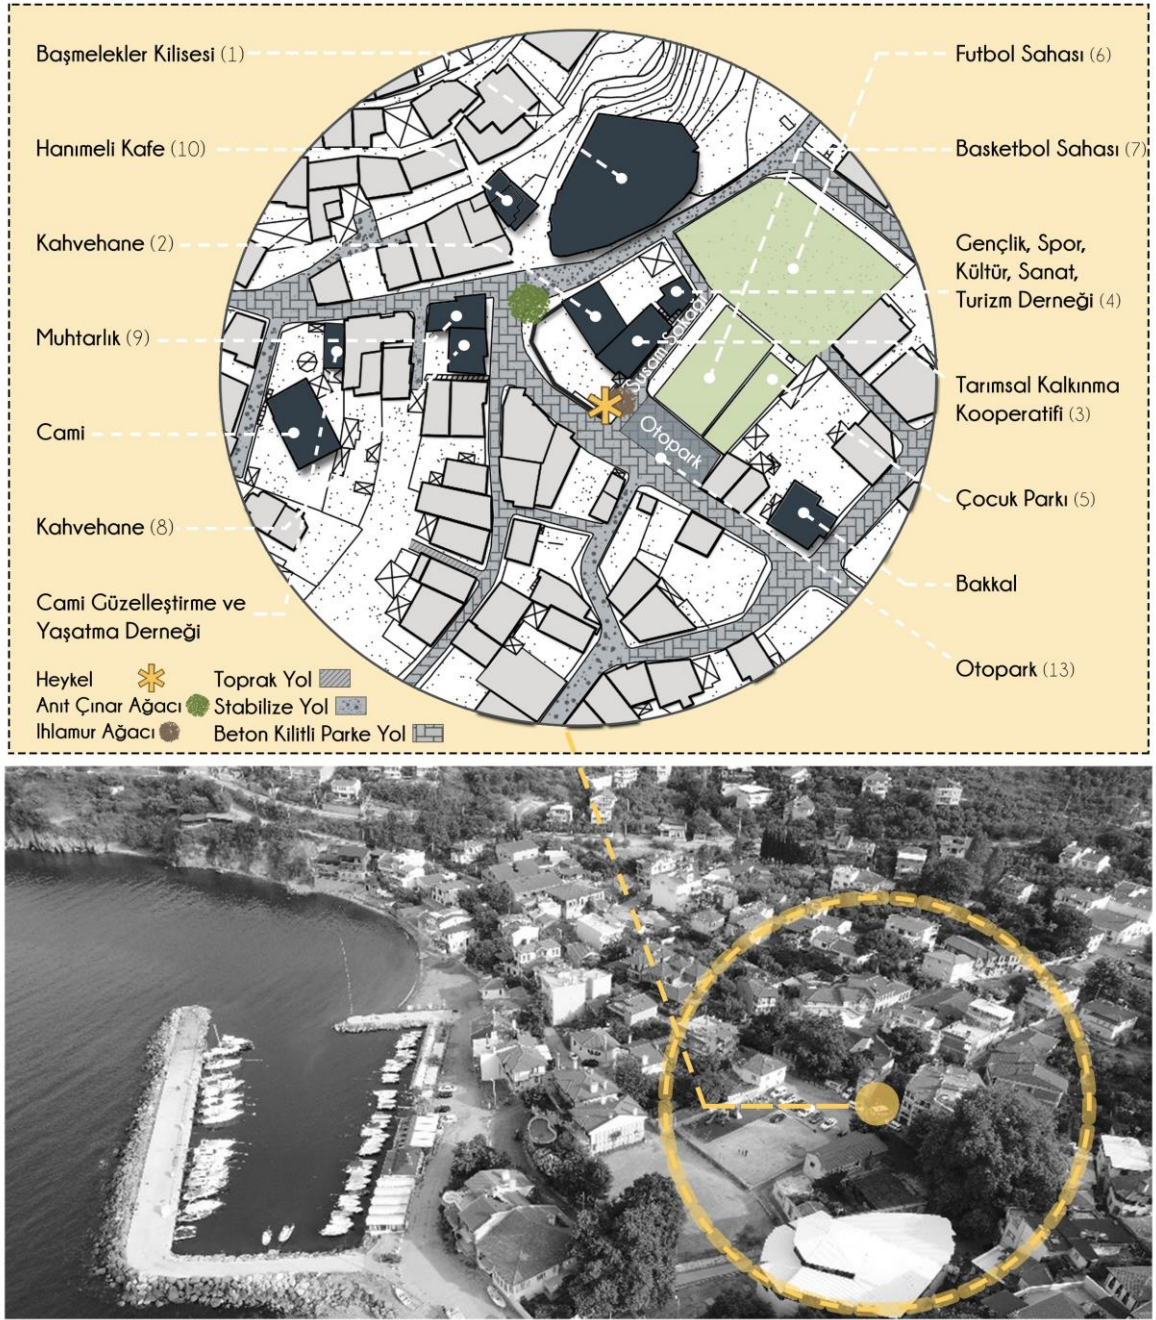 Başmelekler Kilisesi (1)
Hanımeli Kafe (10)
Kahvehane (2)
Muhtarlık (9)
Cami
Kahvehane (8)
Cami Güzelleştirme ve
Yaşatma Derneği
Heykel
Anıt Çınar Ağacı
Ihlamur Ağacı
Toprak Yol
Stabilize Yol
Beton Kilitli Parke Yol
Susam Sokağı
Otopark
Futbol Sahası (6)
Basketbol Sahası (7)
Gençlik, Spor,
Kültür, Sanat,
Turizm Derneği (4)
Tarımsal Kalkınma
Kooperatifi (3)
Çocuk Parkı (5)
Bakkal
Otopark (13)